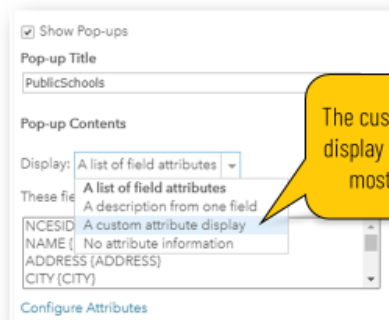 Show Pop-ups
Pop-up Title
PublicSchools
Pop-up Contents
The cus
display
most
Display: A list of field attributes
These fie
A list of field attributes
A description from one field
A custom attribute display
No attribute information
NCESID
NAME {
ADDRESS {ADDRESS}
CITY {CITY}
Configure Attributes